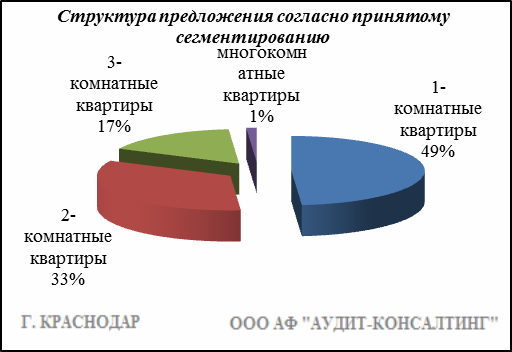 Структура предложения согласно принятому
сегментированию
3-
комнатные
квартиры
17%
многокомн
атные
квартиры
1%
1-
комнатные
квартиры
49%
2-
комнатные
квартиры
33%
Г. КРАСНОДАР
ООО АФ "АУДИТ-КОНСАЛТИНГ"